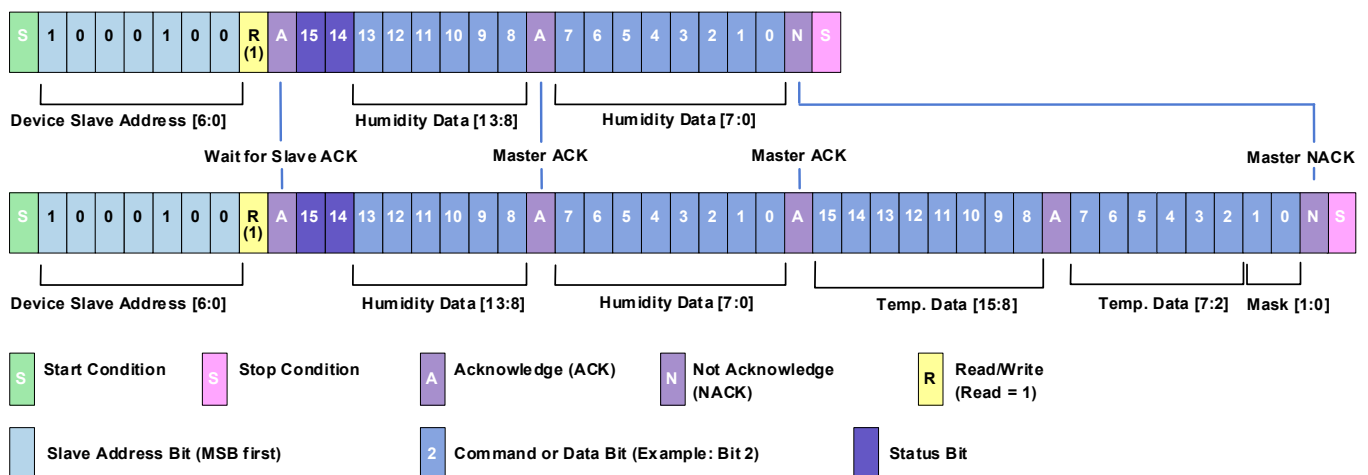 S 1 0 0 0 1 0 0 R (1) A 15 14 13 12 11 10 9 8 A 7 6 5 4 3 2 1 0 N S
Device Slave Address [6:0] Humidity Data [13:8] Humidity Data [7:0]
Wait for Slave ACK Master ACK Master ACK Master NACK
S 1 0 0 0 1 0 0 R (1) A 15 14 13 12 11 10 9 8 A 7 6 5 4 3 2 1 0 A 15 14 13 12 11 10 9 8 A 7 6 5 4 3 2 1 0 N S
Device Slave Address [6:0] Humidity Data [13:8] Humidity Data [7:0] Temp. Data [15:8] Temp. Data [7:2] Mask [1:0]
S Start Condition S Stop Condition A Acknowledge (ACK) N Not Acknowledge R Read/Write
(NACK) (Read = 1)
Slave Address Bit (MSB first) 2 Command or Data Bit (Example: Bit 2) Status Bit